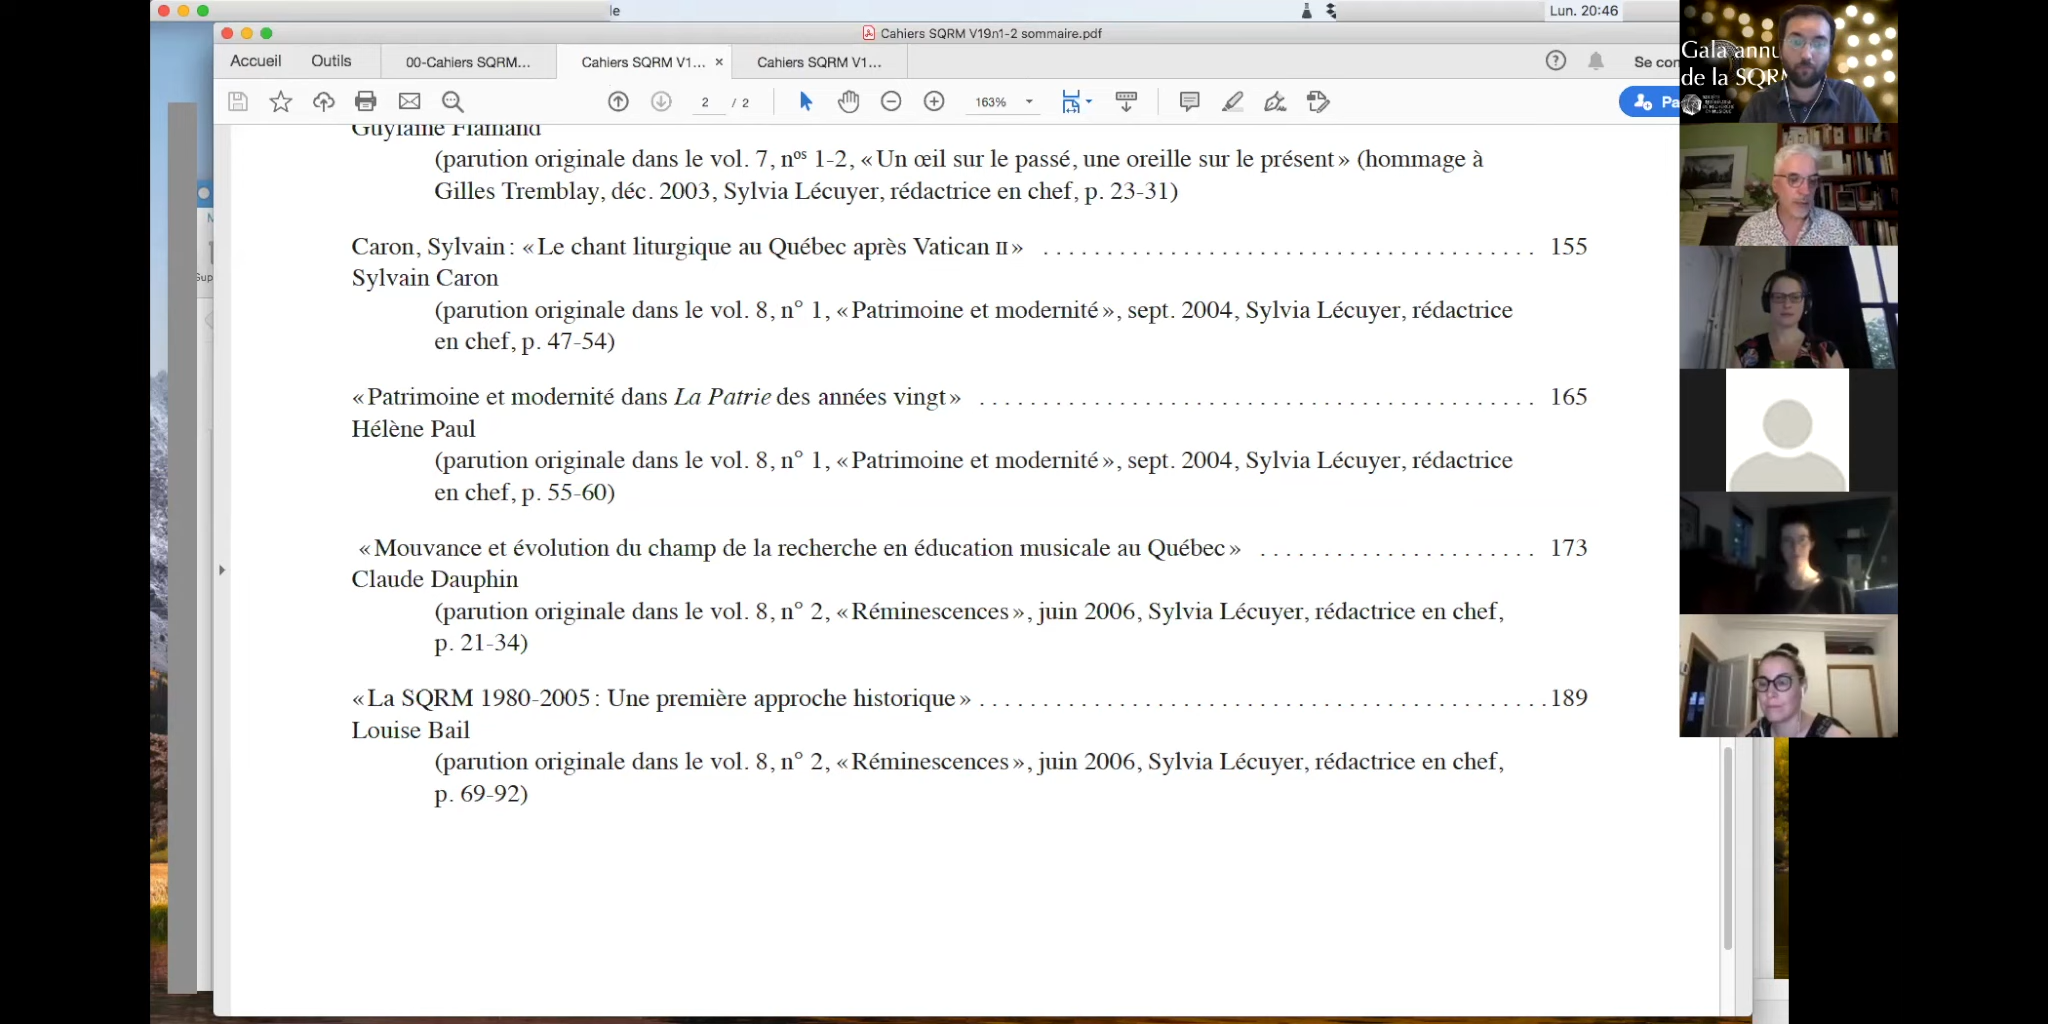 le
Lun. 20:46
Cahiers SQRM V19n1-2 sommaire.pdf
Accueil
Outils
00-Cahiers SQRM...
Cahiers SQRM V1... ×
Cahiers SQRM V1...
Se con
2 / 2
163%
Pa
Gala annu
de la SQRM
Guylaine Flamand
(parution originale dans le vol. 7, nos 1-2, «Un œil sur le passé, une oreille sur le présent» (hommage à
Gilles Tremblay, déc. 2003, Sylvia Lécuyer, rédactrice en chef, p. 23-31)
Caron, Sylvain : «Le chant liturgique au Québec après Vatican II» . . . . . . . . . . . . . . . . . . . . . . . . . . . . . . . . . . . . . . 155
Sylvain Caron
(parution originale dans le vol. 8, n° 1, «Patrimoine et modernité», sept. 2004, Sylvia Lécuyer, rédactrice
en chef, p. 47-54)
«Patrimoine et modernité dans La Patrie des années vingt» . . . . . . . . . . . . . . . . . . . . . . . . . . . . . . . . . . . . . . . . . . . 165
Hélène Paul
(parution originale dans le vol. 8, n° 1, «Patrimoine et modernité», sept. 2004, Sylvia Lécuyer, rédactrice
en chef, p. 55-60)
«Mouvance et évolution du champ de la recherche en éducation musicale au Québec» . . . . . . . . . . . . . . . . . . . . . 173
Claude Dauphin
(parution originale dans le vol. 8, n° 2, «Réminescences», juin 2006, Sylvia Lécuyer, rédactrice en chef,
p. 21-34)
«La SQRM 1980-2005 : Une première approche historique» . . . . . . . . . . . . . . . . . . . . . . . . . . . . . . . . . . . . . . . . . . . . 189
Louise Bail
(parution originale dans le vol. 8, n° 2, «Réminescences», juin 2006, Sylvia Lécuyer, rédactrice en chef,
p. 69-92)